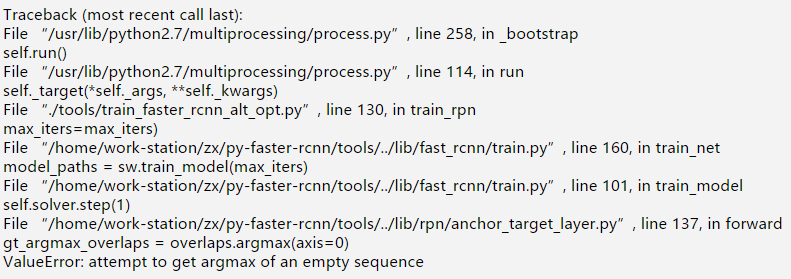 Traceback (most recent call last):
File “/usr/lib/python2.7/multiprocessing/process.py”, line 258, in _bootstrap
self.run()
File “/usr/lib/python2.7/multiprocessing/process.py”, line 114, in run
self._target(*self._args, **self._kwargs)
File “./tools/train_faster_rcnn_alt_opt.py”, line 130, in train_rpn
max_iters=max_iters)
File “/home/work-station/zx/py-faster-rcnn/tools/../lib/fast_rcnn/train.py”, line 160, in train_net
model_paths = sw.train_model(max_iters)
File “/home/work-station/zx/py-faster-rcnn/tools/../lib/fast_rcnn/train.py”, line 101, in train_model
self.solver.step(1)
File “/home/work-station/zx/py-faster-rcnn/tools/../lib/rpn/anchor_target_layer.py”, line 137, in forward
gt_argmax_overlaps = overlaps.argmax(axis=0)
ValueError: attempt to get argmax of an empty sequence